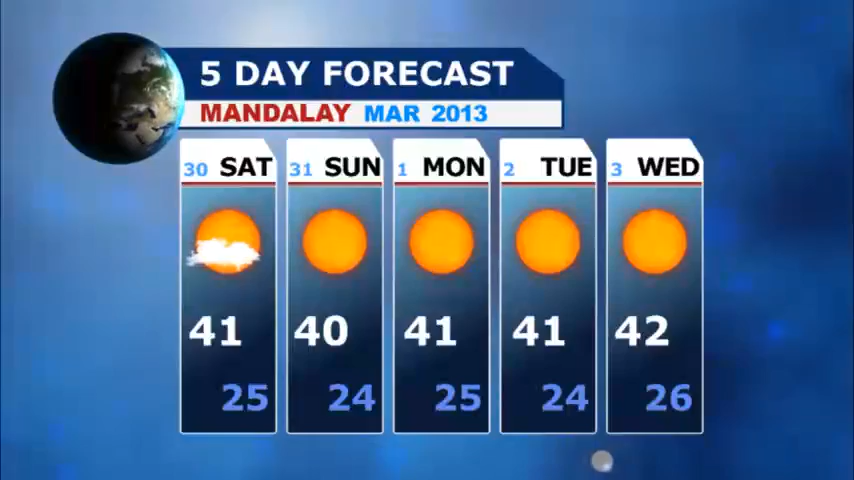 5 DAY FORECAST
MANDALAY MAR 2013
30 SAT 31 SUN 1 MON 2 TUE 3 WED
41 40 41 41 42
25 24 25 24 26